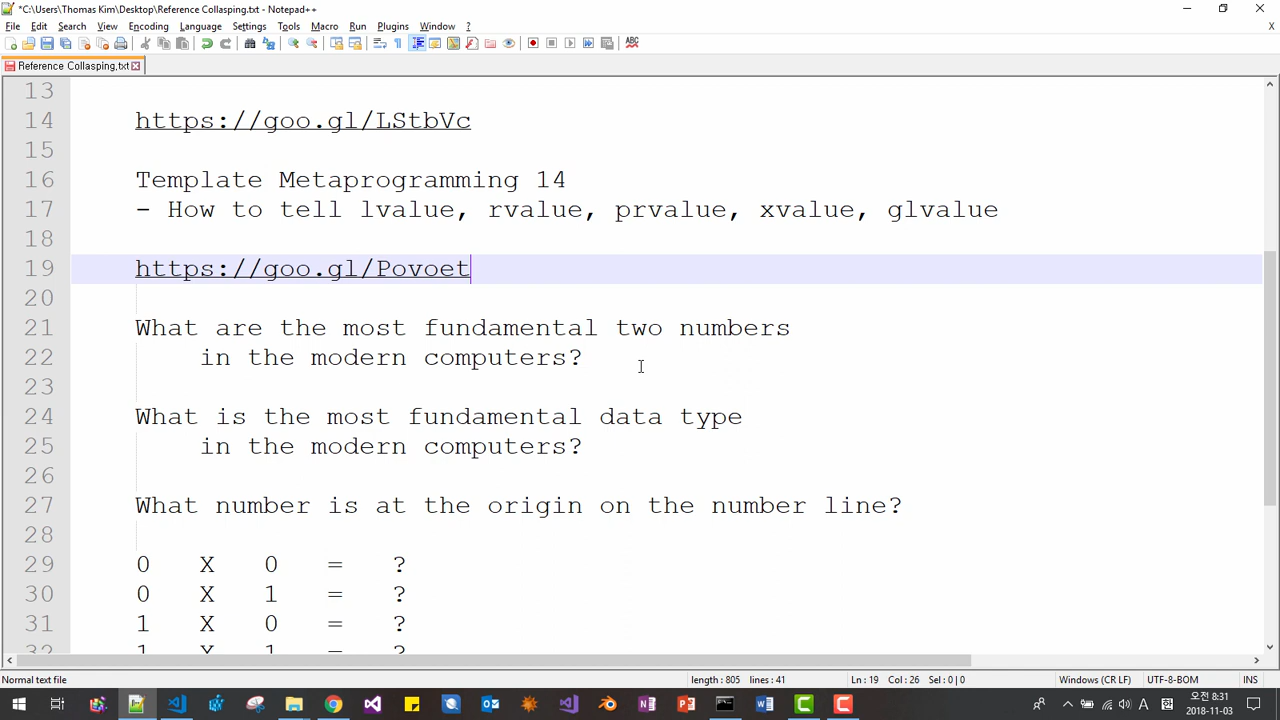 *C:\Users\Thomas Kim\Desktop\Reference Collasping.txt - Notepad++
File Edit Search View Encoding Language Settings Tools Macro Run Plugins Window ?
X
ABC
Reference Collasping.txt
13
14 https://goo.gl/LStbVc
15
16 Template Metaprogramming 14
17 - How to tell lvalue, rvalue, prvalue, xvalue, glvalue
18
19 https://goo.gl/Povoet
20
21 What are the most fundamental two numbers
22 in the modern computers?
23
24 What is the most fundamental data type
25 in the modern computers?
26
27 What number is at the origin on the number line?
28
29 0 X 0 = ?
30 0 X 1 = ?
31 1 X 0 = ?
32 1 X 1 = ?
Normal text file length : 805 lines : 41 Ln : 19 Col : 26 Sel : 0 | 0 Windows (CR LF) UTF-8-BOM INS
A 오전 8:31
2018-11-03